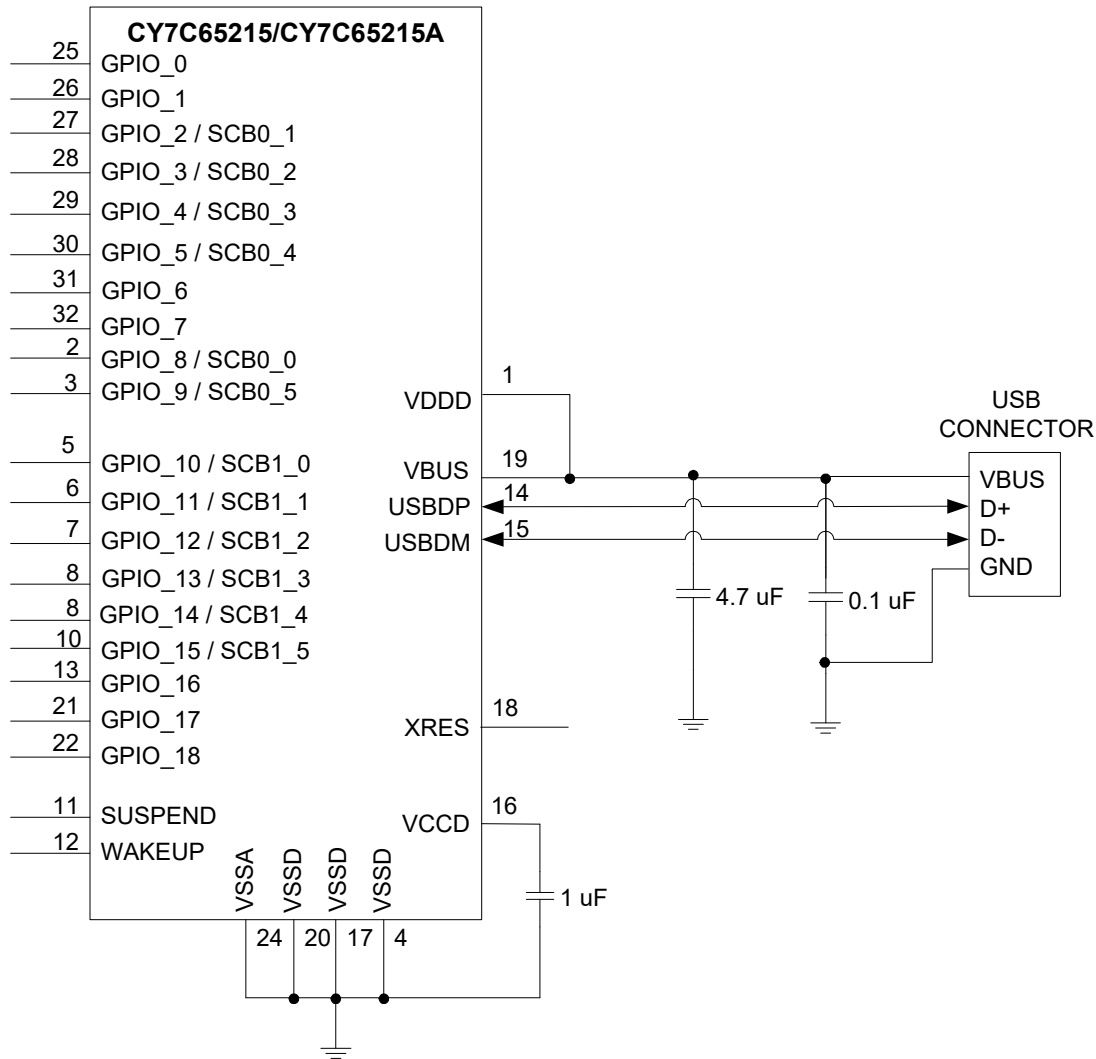 CY7C65215/CY7C65215A
25 GPIO_0
26 GPIO_1
27 GPIO_2 / SCB0_1
28 GPIO_3 / SCB0_2
29 GPIO_4 / SCB0_3
30 GPIO_5 / SCB0_4
31 GPIO_6
32 GPIO_7
2 GPIO_8 / SCB0_0
3 GPIO_9 / SCB0_5
5 GPIO_10 / SCB1_0
6 GPIO_11 / SCB1_1
7 GPIO_12 / SCB1_2
8 GPIO_13 / SCB1_3
8 GPIO_14 / SCB1_4
10 GPIO_15 / SCB1_5
13 GPIO_16
21 GPIO_17
22 GPIO_18
11 SUSPEND
12 WAKEUP
VDDD 1
VBUS 19
USBDP 14
USBDM 15
XRES 18
VCCD 16
VSSA
VSSD
VSSD
VSSD
24 20 17 4
1 uF
4.7 uF
0.1 uF
USB
CONNECTOR
VBUS
D+
D-
GND